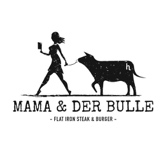 MAMA & DER BULLE
- FLAT IRON STEAK & BURGER -